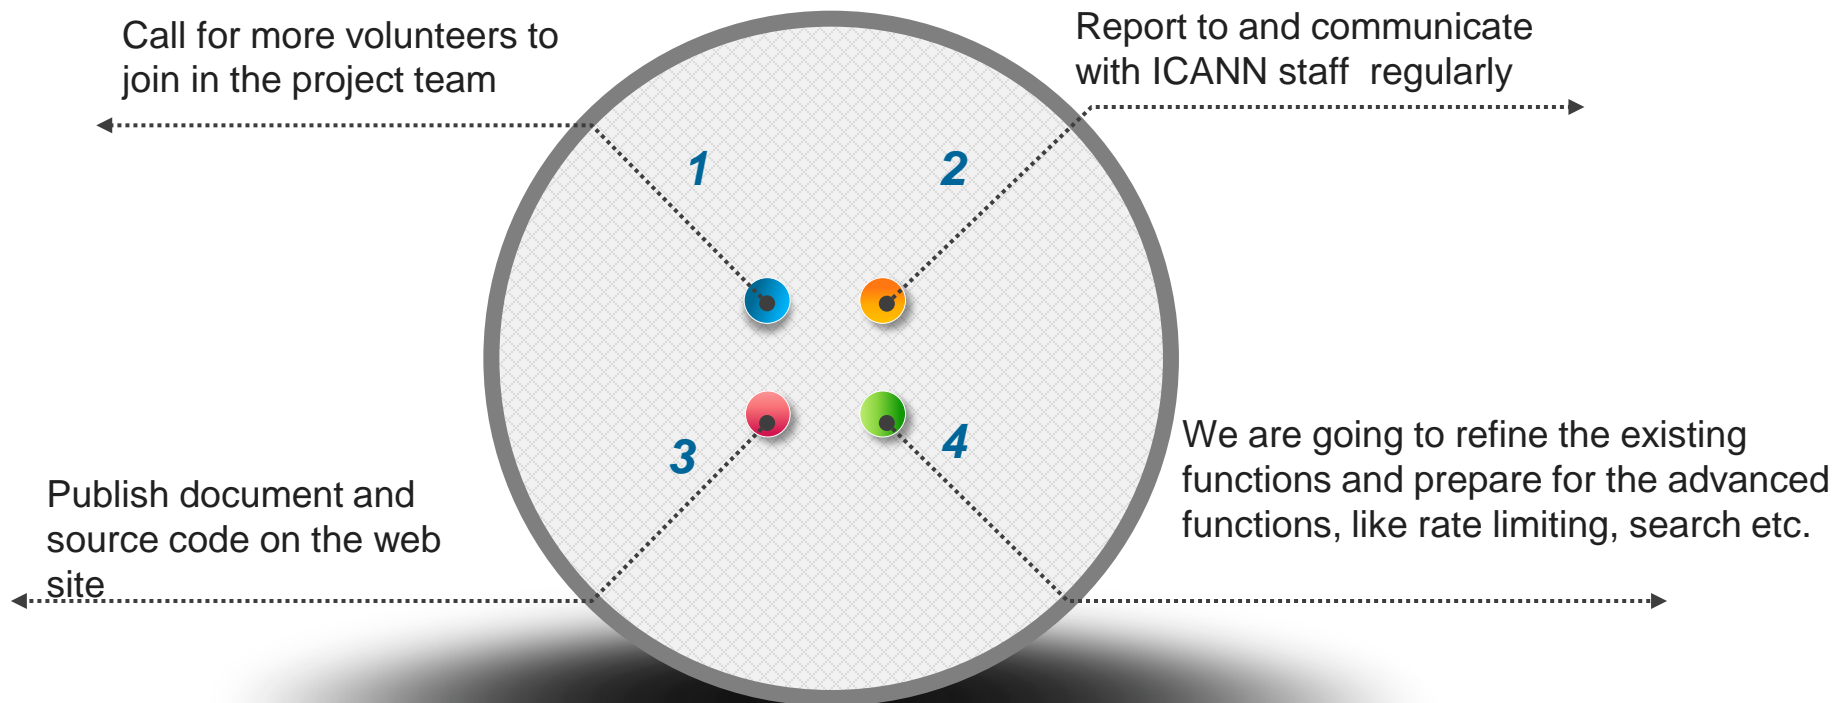 Call for more volunteers to
join in the project team
Report to and communicate
with ICANN staff  regularly
1
2
3
4
Publish document and
source code on the web
site
We are going to refine the existing
functions and prepare for the advanced
functions, like rate limiting, search etc.